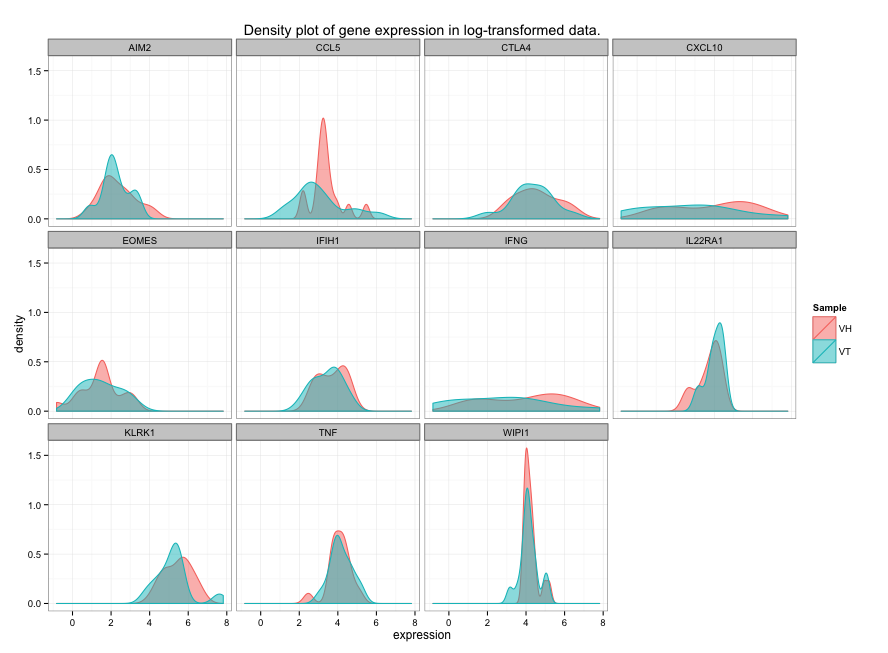 Density plot of gene expression in log-transformed data.
AIM2 CCL5 CTLA4 CXCL10
1.5
1.0
0.5
0.0
EOMES IFIH1 IFNG IL22RA1
1.5
1.0
0.5
0.0
density
Sample
VH
VT
KLRK1 TNF WIPI1
1.5
1.0
0.5
0.0
0 2 4 6 8 0 2 4 6 8 0 2 4 6 8
expression